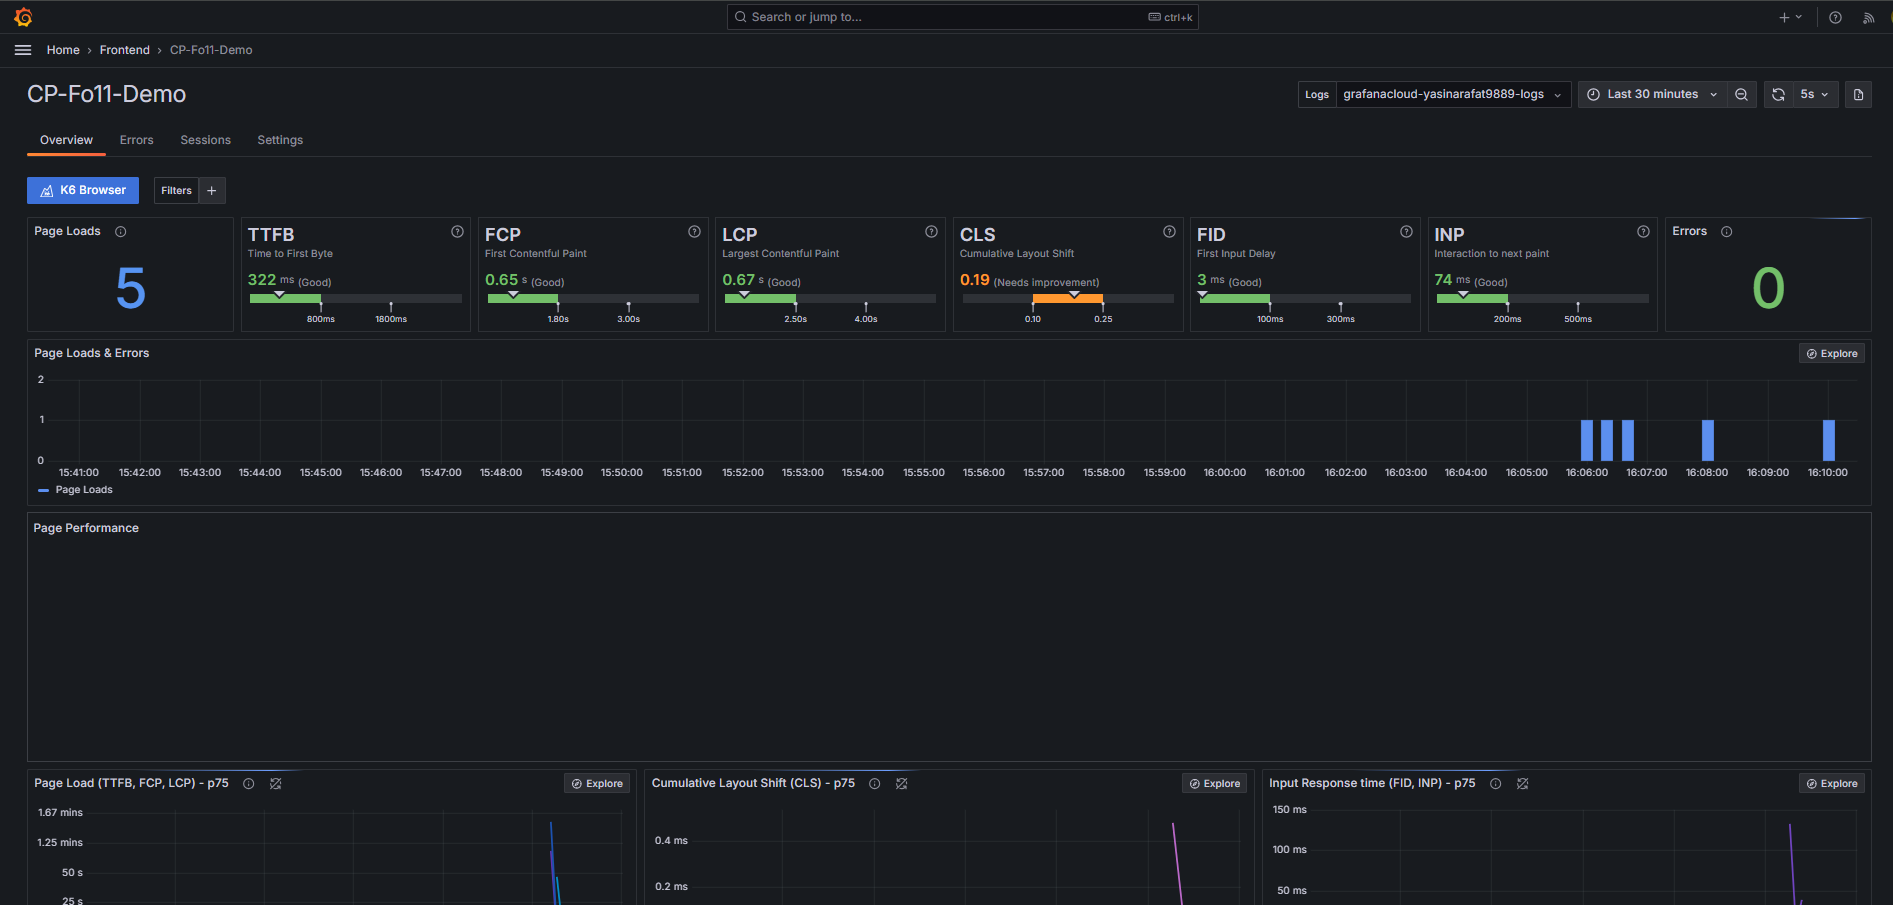 Search or jump to...
ctrl+k
Home › Frontend › CP-Fo11-Demo
CP-Fo11-Demo
Logs grafanacloud-yasinarafat9889-logs
Last 30 minutes
5s
Overview Errors Sessions Settings
K6 Browser
Filters +
Page Loads
5
TTFB
Time to First Byte
322 ms (Good)
800ms 1800ms
FCP
First Contentful Paint
0.65 s (Good)
1.80s 3.00s
LCP
Largest Contentful Paint
0.67 s (Good)
2.50s 4.00s
CLS
Cumulative Layout Shift
0.19 (Needs improvement)
0.10 0.25
FID
First Input Delay
3 ms (Good)
100ms 300ms
INP
Interaction to next paint
74 ms (Good)
200ms 500ms
Errors
0
Page Loads & Errors
Explore
2
1
0
15:41:00 15:42:00 15:43:00 15:44:00 15:45:00 15:46:00 15:47:00 15:48:00 15:49:00 15:50:00 15:51:00 15:52:00 15:53:00 15:54:00 15:55:00 15:56:00 15:57:00 15:58:00 15:59:00 16:00:00 16:01:00 16:02:00 16:03:00 16:04:00 16:05:00 16:06:00 16:07:00 16:08:00 16:09:00 16:10:00
Page Loads
Page Performance
Page Load (TTFB, FCP, LCP) - p75
Explore
1.67 mins
1.25 mins
50 s
25 s
Cumulative Layout Shift (CLS) - p75
Explore
0.4 ms
0.2 ms
Input Response time (FID, INP) - p75
Explore
150 ms
100 ms
50 ms